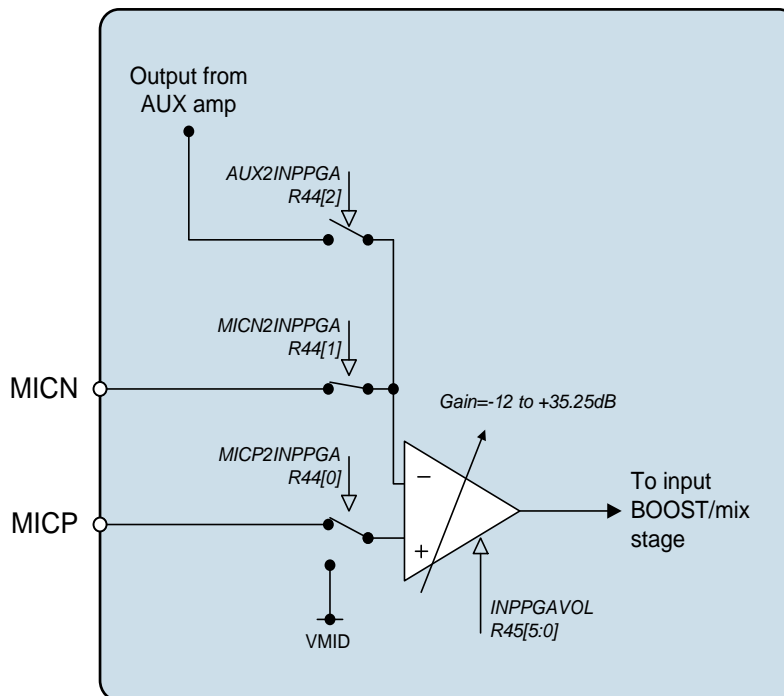 Output from
AUX amp
AUX2INPPGA
R44[2]
MICN2INPPGA
R44[1]
MICN
Gain=-12 to +35.25dB
MICP2INPPGA
R44[0]
MICP
−
+
To input
BOOST/mix
stage
VMID
INPPGAVOL
R45[5:0]